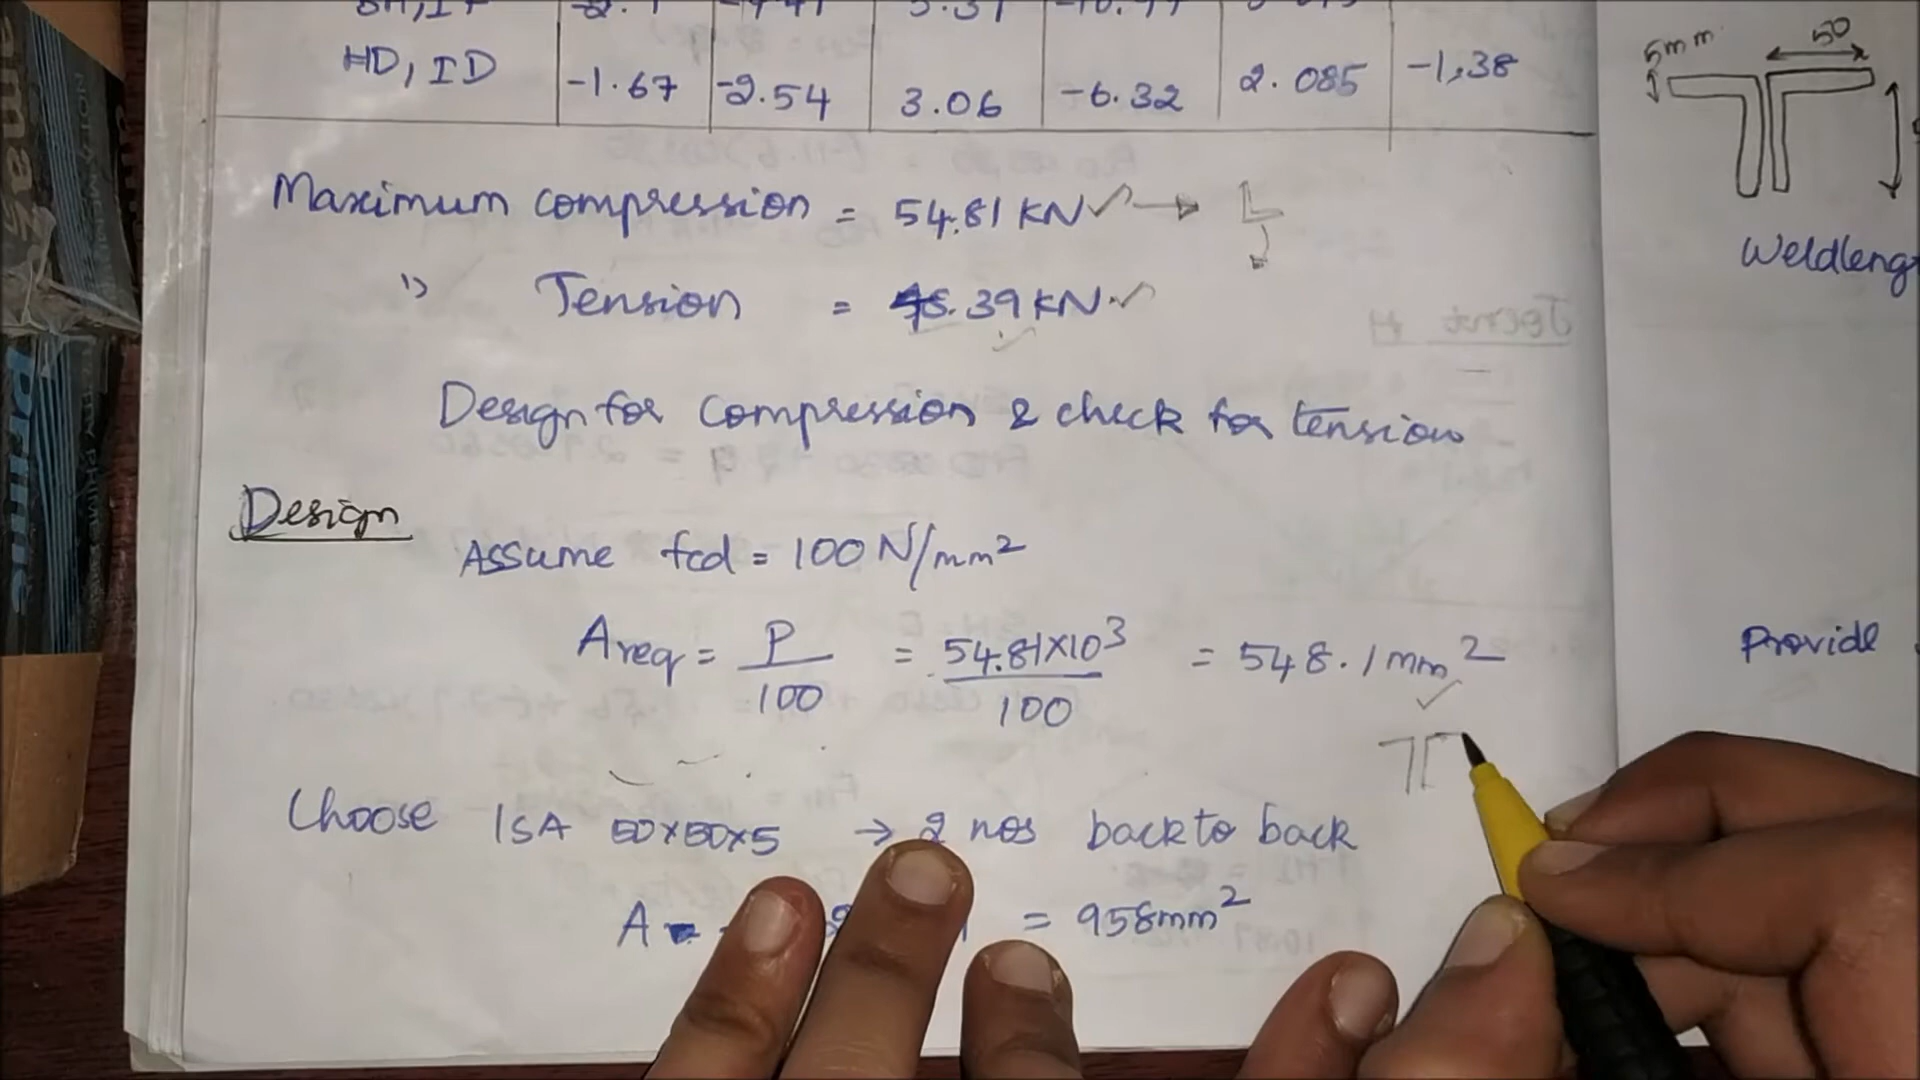 HD, ID -1.67 -2.54 3.06 -6.32 2.085 -1,38
Maximum compression = 54.81 KN
" Tension = 45.39 KN
Design for compression & check for tension
Design
Assume fcd = 100 N/mm2
Areq = P/100 = 54.81×10^3/100 = 548.1 mm2
Choose ISA 50×50×5 → 2 nos back to back
A = 958mm2
5mm 50
Provide